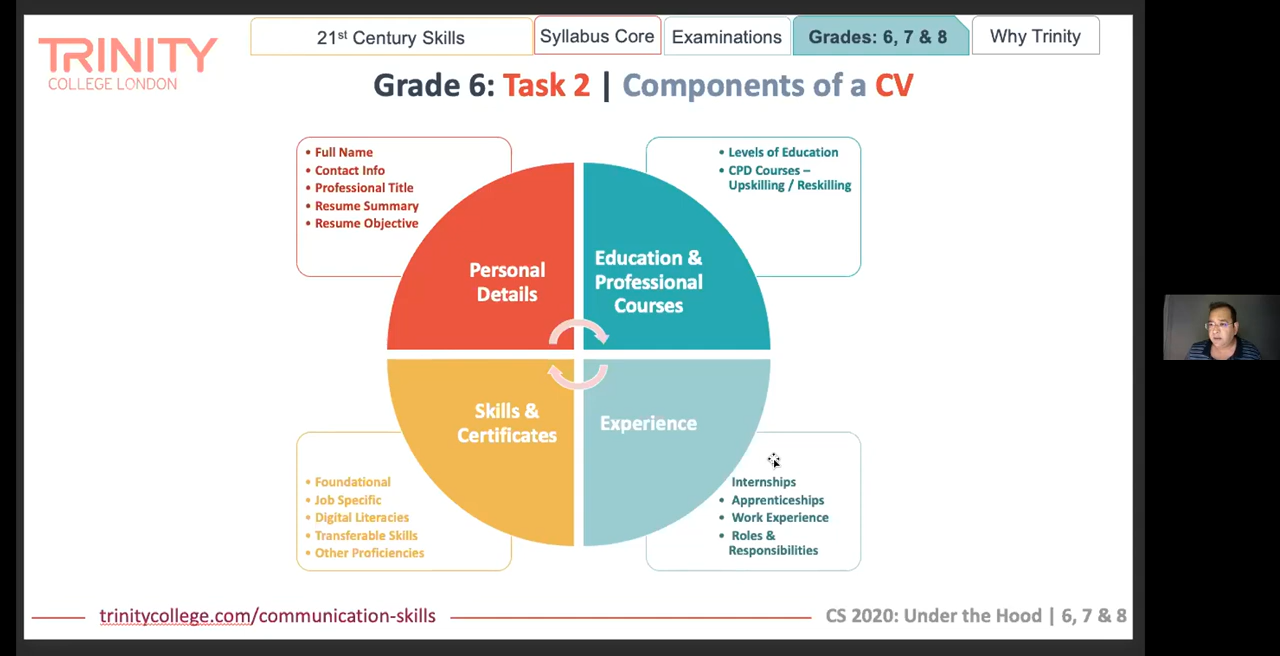 TRINITY
COLLEGE LONDON
21st Century Skills
Syllabus Core
Examinations
Grades: 6, 7 & 8
Why Trinity
Grade 6: Task 2 | Components of a CV
• Full Name
• Contact Info
• Professional Title
• Resume Summary
• Resume Objective
Personal
Details
• Levels of Education
• CPD Courses –
Upskilling / Reskilling
Education &
Professional
Courses
Skills &
Certificates
• Foundational
• Job Specific
• Digital Literacies
• Transferable Skills
• Other Proficiencies
Experience
Internships
• Apprenticeships
• Work Experience
• Roles &
Responsibilities
trinitycollege.com/communication-skills
CS 2020: Under the Hood | 6, 7 & 8